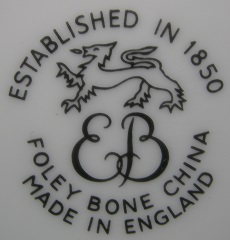 ESTABLISHED IN 1850
EB
FOLEY BONE CHINA
MADE IN ENGLAND